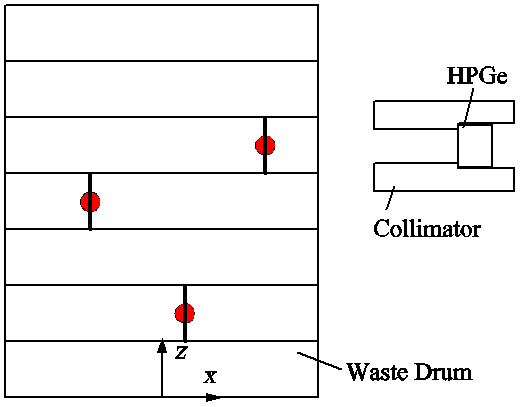 HPGe
Collimator
z
x
Waste Drum